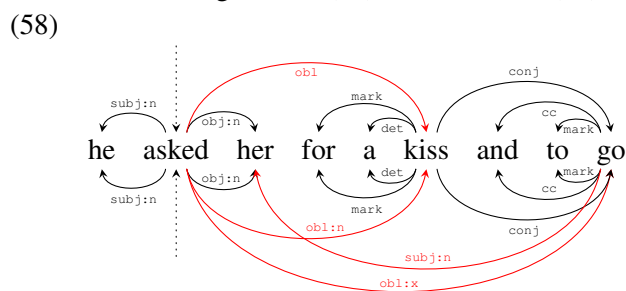 (58)
obl
conj
mark
cc
subj:n
obj:n
det
mark
he asked her for a kiss and to go
subj:n
obj:n
det
mark
mark
cc
conj
obl:n
subj:n
obl:x